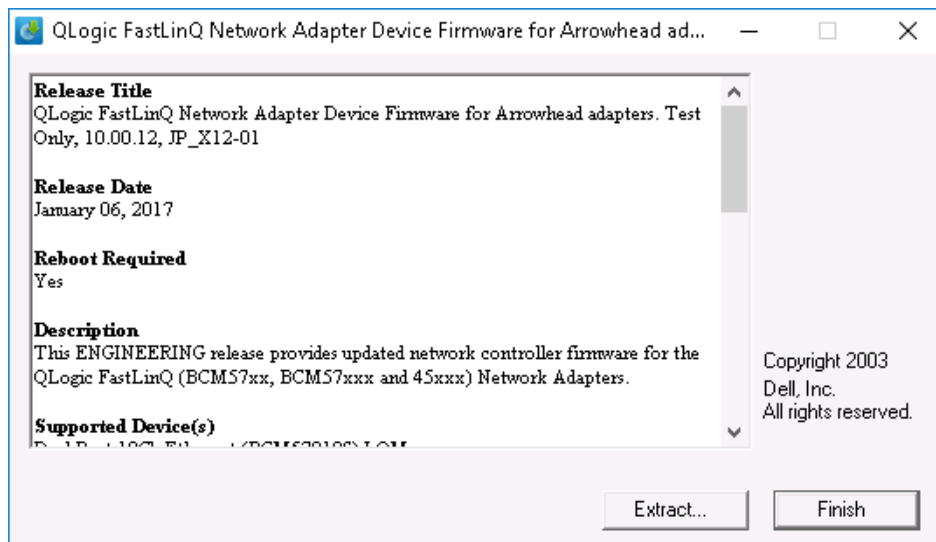 QLogic FastLinQ Network Adapter Device Firmware for Arrowhead ad...
Release Title
QLogic FastLinQ Network Adapter Device Firmware for Arrowhead adapters. Test
Only, 10.00.12, JP_X12-01
Release Date
January 06, 2017
Reboot Required
Yes
Description
This ENGINEERING release provides updated network controller firmware for the
QLogic FastLinQ (BCM57xx, BCM57xxx and 45xxx) Network Adapters.
Supported Device(s)
Copyright 2003
Dell, Inc.
All rights reserved.
Extract...
Finish